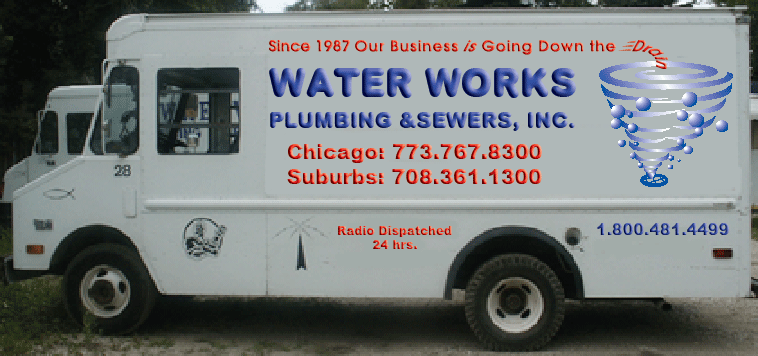 Since 1987 Our Business is Going Down the Drain
WATER WORKS
PLUMBING &SEWERS, INC.
Chicago: 773.767.8300
Suburbs: 708.361.1300
28
Radio Dispatched
24 hrs.
1.800.481.4499